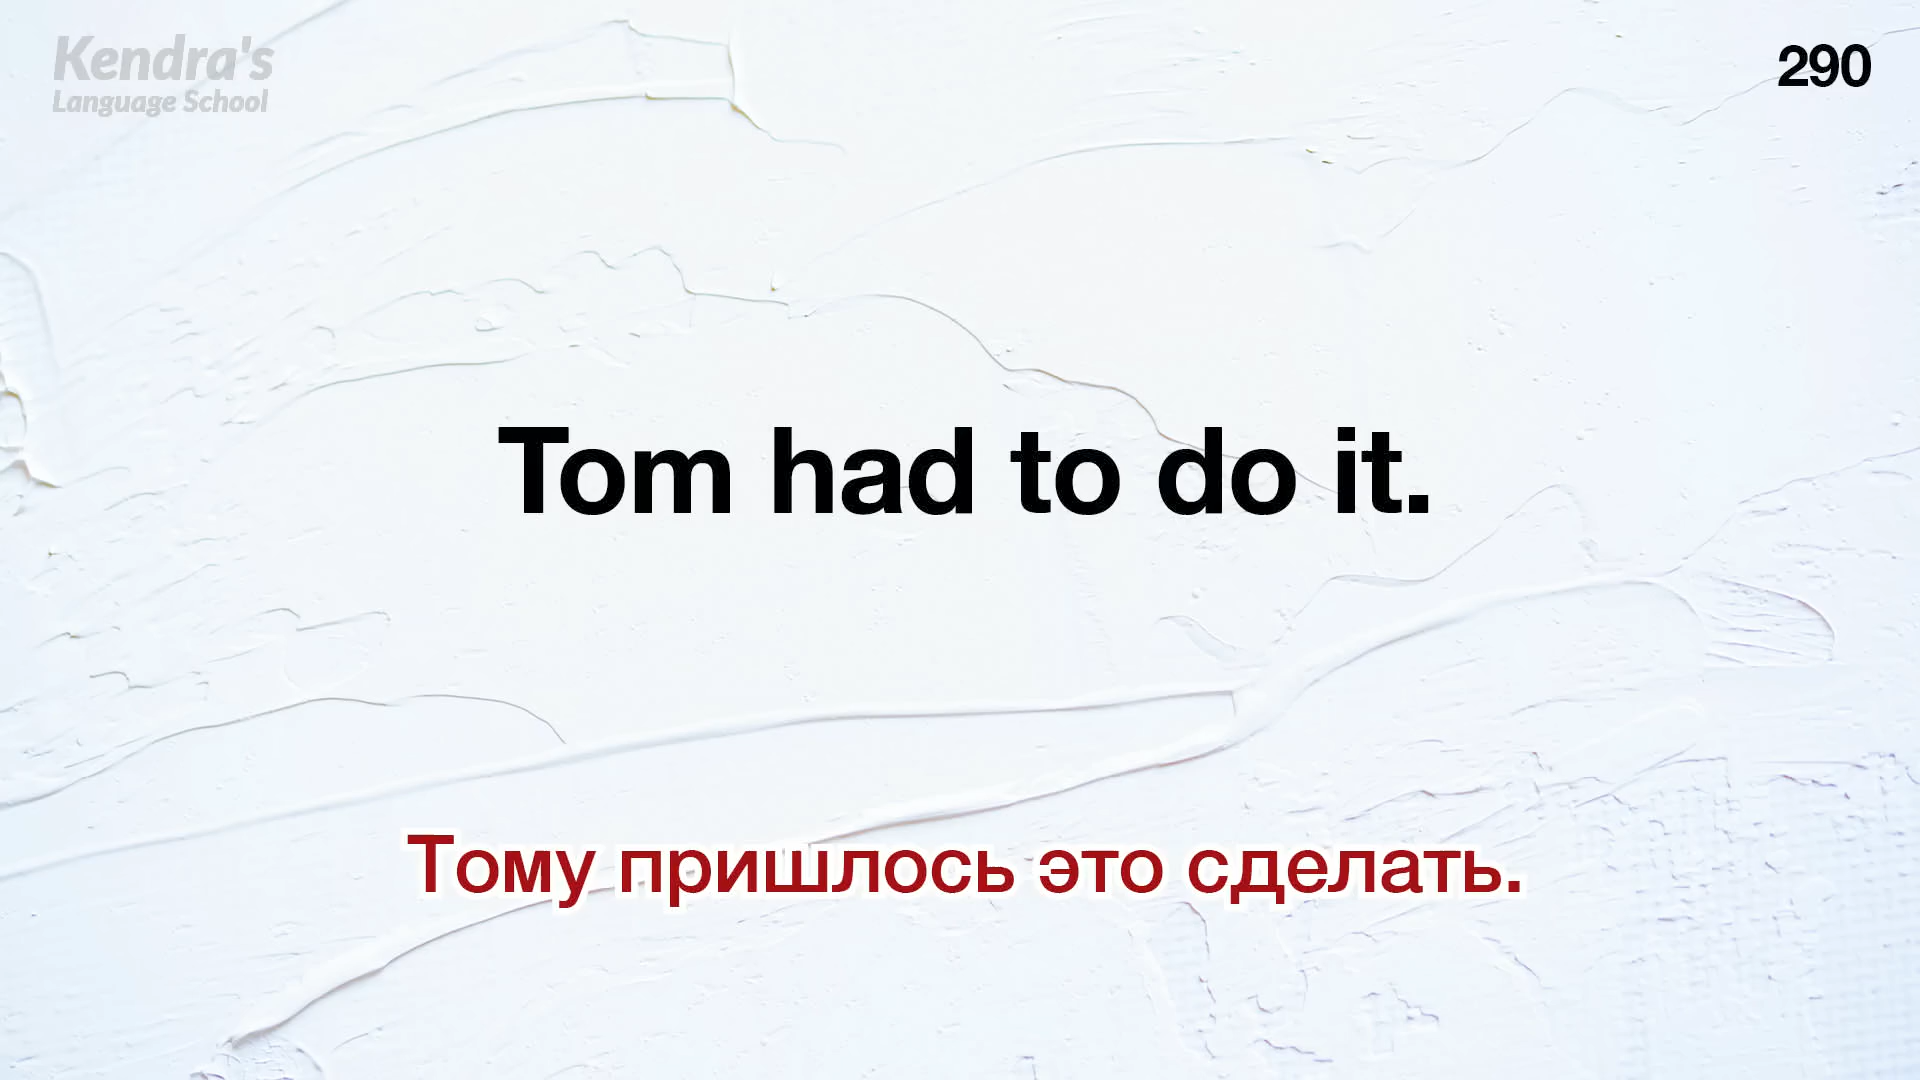 Kendra's
Language School
290
Tom had to do it.
Тому пришлось это сделать.